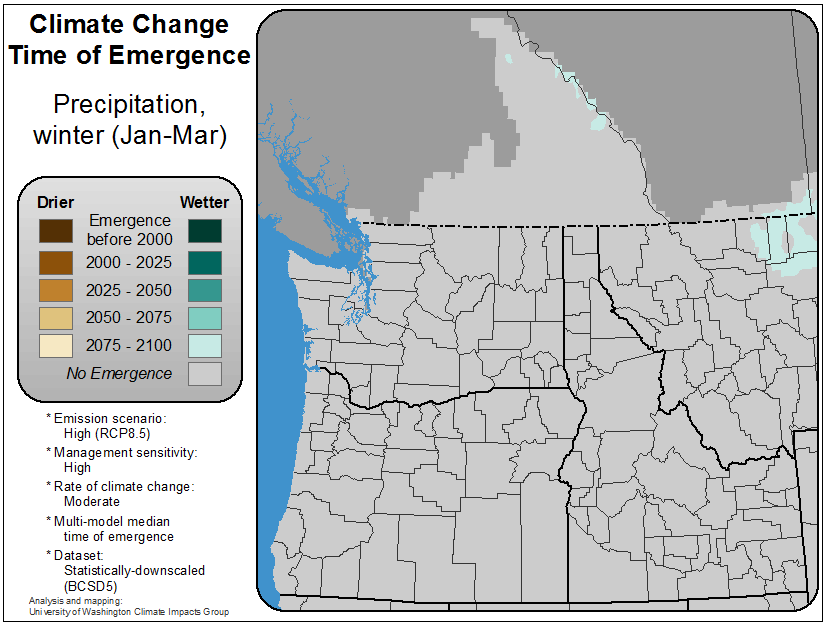 Climate Change
Time of Emergence
Precipitation,
winter (Jan-Mar)
Drier
Wetter
Emergence
before 2000
2000 - 2025
2025 - 2050
2050 - 2075
2075 - 2100
No Emergence
* Emission scenario:
High (RCP8.5)
* Management sensitivity:
High
* Rate of climate change:
Moderate
* Multi-model median
time of emergence
* Dataset:
Statistically-downscaled
(BCSD5)
Analysis and mapping:
University of Washington Climate Impacts Group